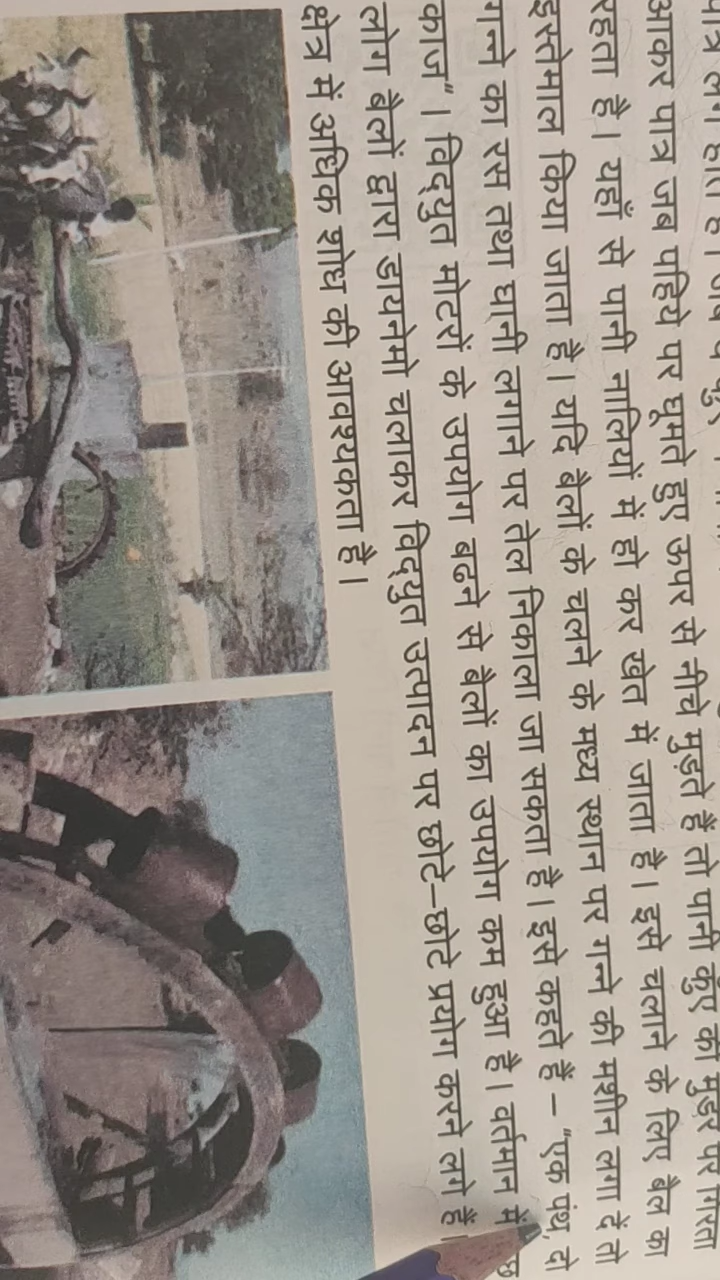 आकर पात्र जब पहिये पर घूमते हुए ऊपर से नीचे मुड़ते हैं तो पानी कुँए की मुंडेर पर गिरता
रहता है। यहाँ से पानी नालियों में हो कर खेत में जाता है। इसे चलाने के लिए बैल का
इस्तेमाल किया जाता है। यदि बैलों के चलने के मध्य स्थान पर गन्ने की मशीन लगा दें तो
गन्ने का रस तथा घानी लगाने पर तेल निकाला जा सकता है। इसे कहते हैं – "एक पंथ, दो
काज"। विद्युत मोटरों के उपयोग बढ़ने से बैलों का उपयोग कम हुआ है। वर्तमान में
लोग बैलों द्वारा डायनेमो चलाकर विद्युत उत्पादन पर छोटे–छोटे प्रयोग करने लगे हैं।
क्षेत्र में अधिक शोध की आवश्यकता है।